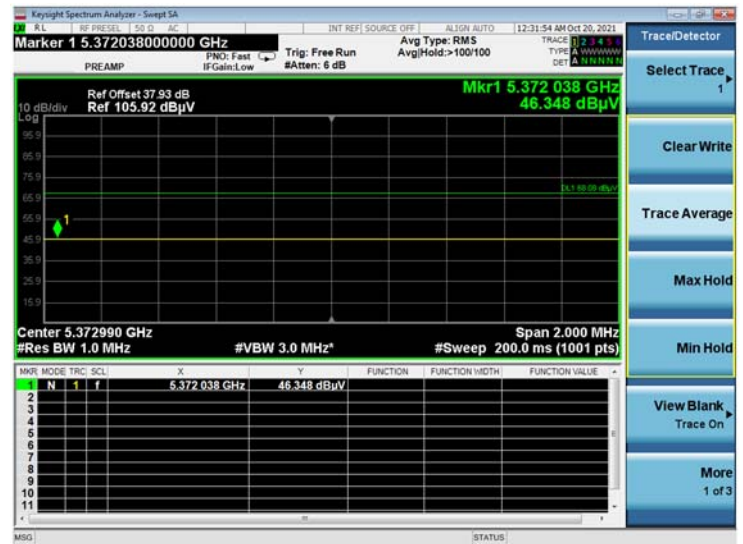 Keysight Spectrum Analyzer - Swept SA
RL RF PRESEL 50 Ω AC INT REF SOURCE OFF ALIGN AUTO 12:31:54 AM Oct 20, 2021
Marker 1 5.372038000000 GHz
PREAMP
PNO: Fast
IFGain:Low
Trig: Free Run
#Atten: 6 dB
Avg Type: RMS
Avg|Hold:>100/100
TRACE 1 2 3 4 5 6
TYPE A WWWWW
DET A N N N N N
Ref Offset 37.93 dB
10 dB/div Ref 105.92 dBµV
Log
Mkr1 5.372 038 GHz
46.348 dBµV
95.9
85.9
75.9
65.9
55.9
45.9
35.9
25.9
15.9
DL1 68.00 dBµV
1
Center 5.372990 GHz Span 2.000 MHz
#Res BW 1.0 MHz #VBW 3.0 MHz* #Sweep 200.0 ms (1001 pts)
MKR MODE TRC SCL X Y FUNCTION FUNCTION WIDTH FUNCTION VALUE
1 N 1 f 5.372 038 GHz 46.348 dBµV
2
3
4
5
6
7
8
9
10
11
MSG STATUS
Trace/Detector
Select Trace
1
Clear Write
Trace Average
Max Hold
Min Hold
View Blank
Trace On
More
1 of 3